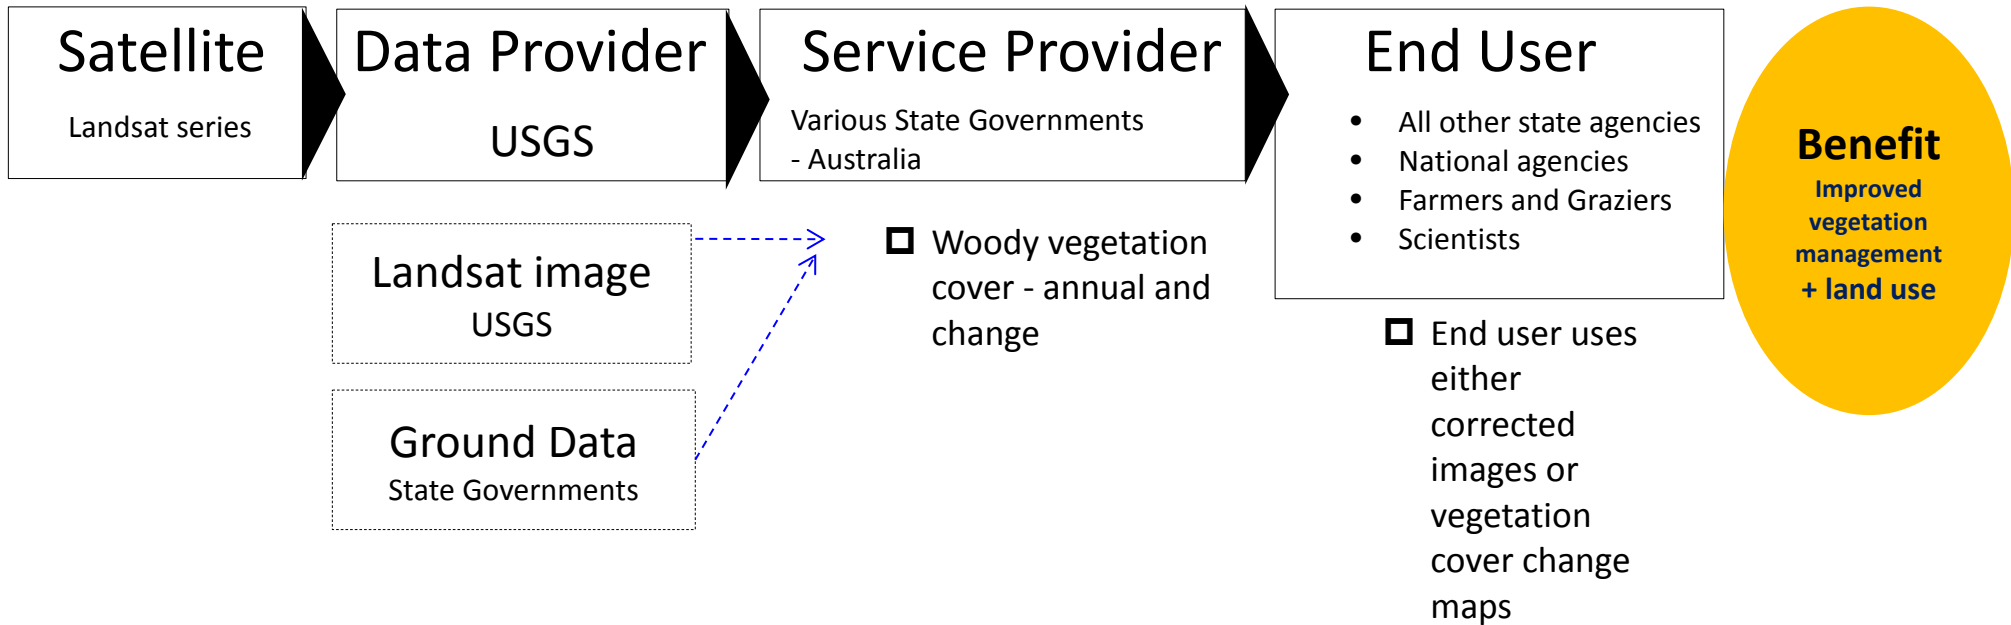 Satellite
Landsat series
Data Provider
USGS
Service Provider
Various State Governments
- Australia
End User
• All other state agencies
• National agencies
• Farmers and Graziers
• Scientists
Benefit
Improved
vegetation
management
+ land use
Landsat image
USGS
Ground Data
State Governments
Woody vegetation
cover - annual and
change
End user uses
either
corrected
images or
vegetation
cover change
maps